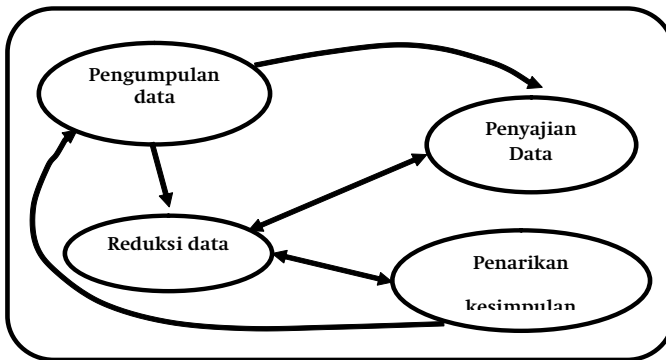 Pengumpulan
data
Penyajian
Data
Reduksi data
Penarikan
kesimpulan